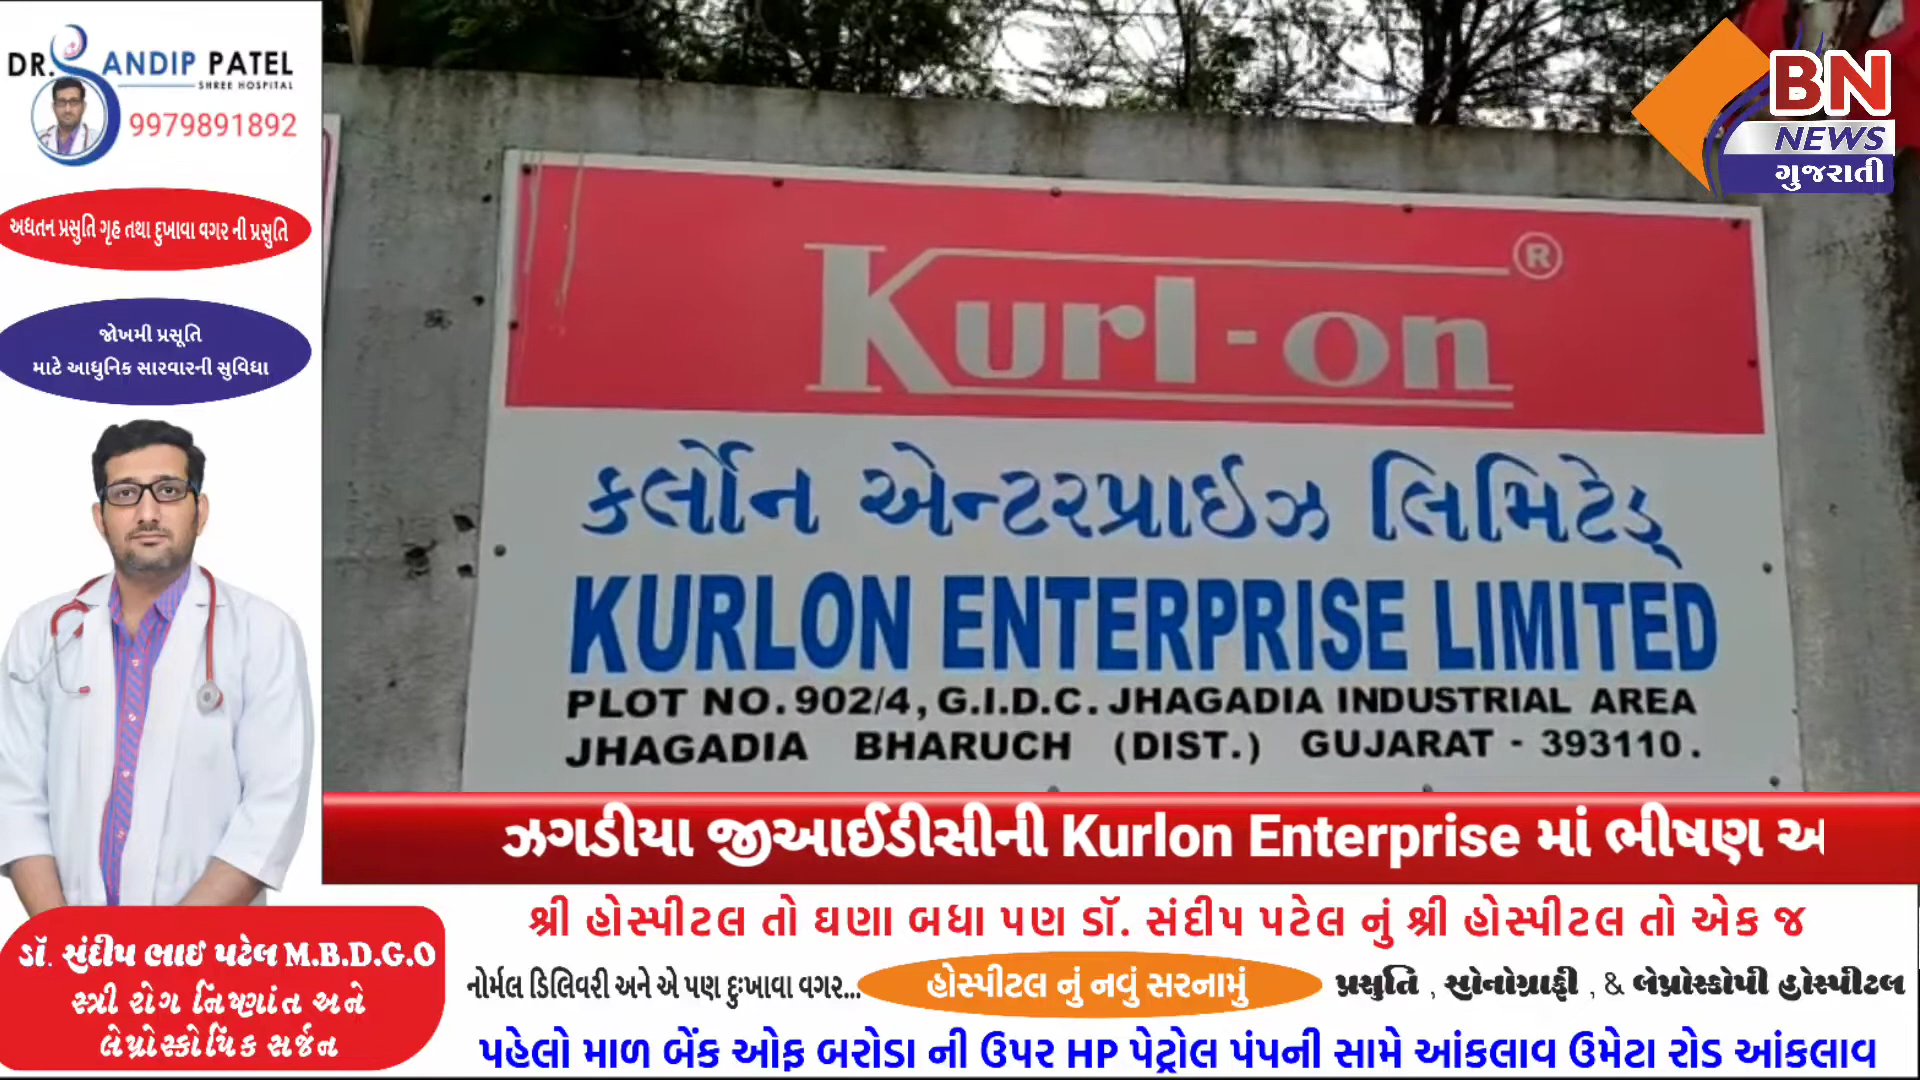 DR. SANDIP PATEL
SHREE HOSPITAL
9979891892
અધતન પ્રસુતિ ગૃહ તથા દુખાવા વગર ની પ્રસુતિ
જોખમી પ્રસૂતિ
માટે આધુનિક સારવારની સુવિધા
BN
NEWS
ગુજરાતી
Kurl-on ®
કર્લોન એન્ટરપ્રાઈઝ લિમિટેડ્
KURLON ENTERPRISE LIMITED
PLOT NO. 902/4, G.I.D.C. JHAGADIA INDUSTRIAL AREA
JHAGADIA BHARUCH (DIST.) GUJARAT - 393110.
ઝગડીયા જીઆઈડીસીની Kurlon Enterprise માં ભીષણ
શ્રી હોસ્પીટલ તો ઘણા બધા પણ ડૉ. સંદીપ પટેલ નું શ્રી હોસ્પીટલ તો એક જ
ડૉ. સંદીપ ભાઇ પટેલ M.B.D.G.O
સ્ત્રી રોગ નિષ્ણાંત અને
લેપ્રોસ્કોપિક સર્જન
નોર્મલ ડિલિવરી અને એ પણ દુઃખાવા વગર... હોસ્પીટલ નું નવું સરનામું પ્રસુતિ , સોનોગ્રાફી , & લેપ્રોસ્કોપી હોસ્પીટલ
પહેલો માળ બેંક ઓફ બરોડા ની ઉપર HP પેટ્રોલ પંપની સામે આંકલાવ ઉમેટા રોડ આંકલાવ